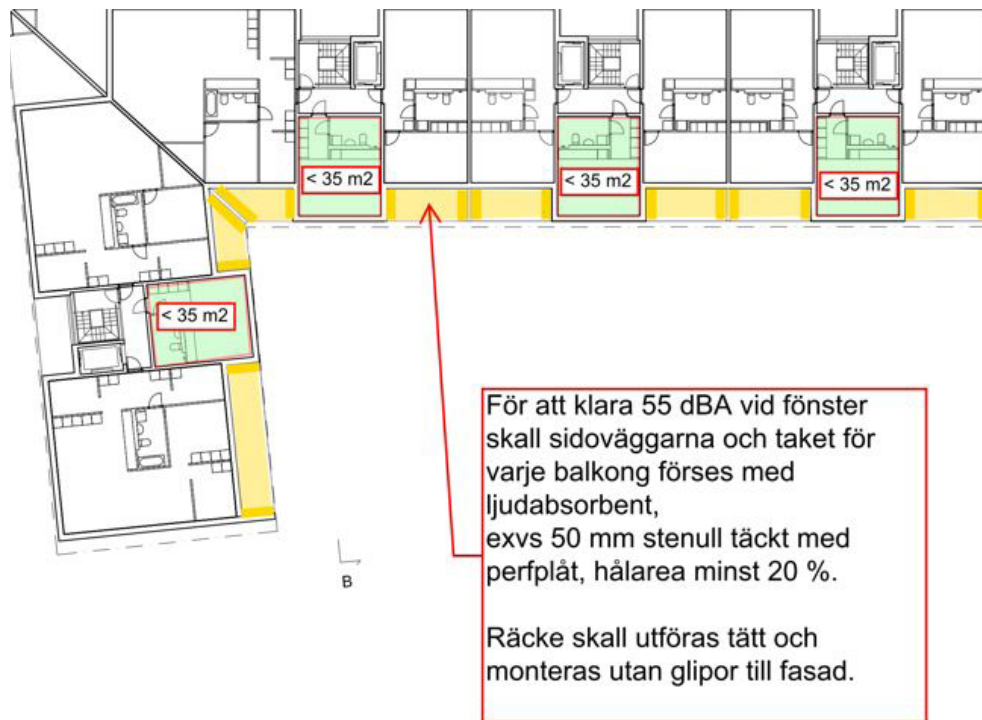 < 35 m2
< 35 m2
< 35 m2
< 35 m2
För att klara 55 dBA vid fönster
skall sidoväggarna och taket för
varje balkong förses med
ljudabsorbent,
exvs 50 mm stenull täckt med
perfplåt, hålarea minst 20 %.
Räcke skall utföras tätt och
monteras utan glipor till fasad.
B